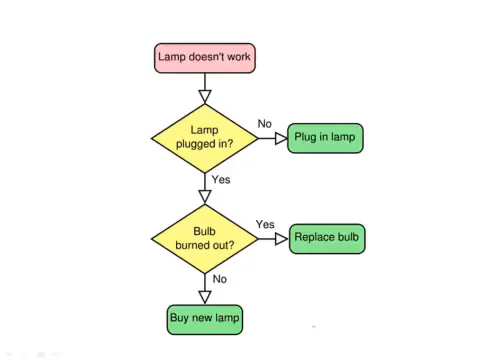 Lamp doesn't work
Lamp
plugged in?
No
Plug in lamp
Yes
Bulb
burned out?
Yes
Replace bulb
No
Buy new lamp